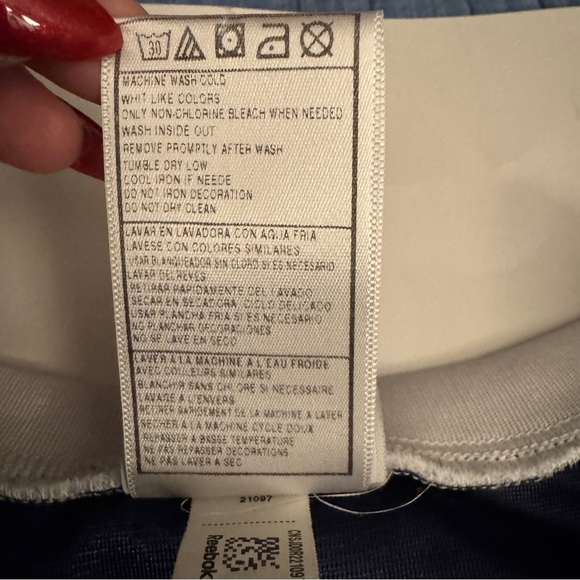 30
MACHINE WASH COLD
WHIT LIKE COLORS
ONLY NON-CHLORINE BLEACH WHEN NEEDED
WASH INSIDE OUT
REMOVE PROMPTLY AFTER WASH
TUMBLE DRY LOW
COOL IRON IF NEEDE
DO NOT IRON DECORATION
DO NOT DRY CLEAN
LAVAR EN LAVADORA CON AGUA FRIA
LAVESE CON COLORES SIMILARES
USAR BLANQUEADOR SIN CLORO SI ES NECESARIO
LAVAR DEL REVES
RETIRAR RAPIDAMENTE DEL LAVADO
SECAR EN SECADORA, CICLO DELICADO
USAR PLANCHA FRIA SI ES NECESARIO
NO PLANCHAR DECORACIONES
NO SE LAVE EN SECO
LAVER A LA MACHINE A L'EAU FROIDE
AVEC COULEURS SIMILARES
BLANCHIR SANS CHLORE SI NECESSAIRE
LAVAGE A L'ENVERS
RETIRER RAPIDEMENT DE LA MACHINE A LAVER
SECHER A LA MACHINE CYCLE DOUX
REPASSER A BASSE TEMPERATURE
NE PAS REPASSER DECORATIONS
NE PAS LAVER A SEC
21097
Reebok